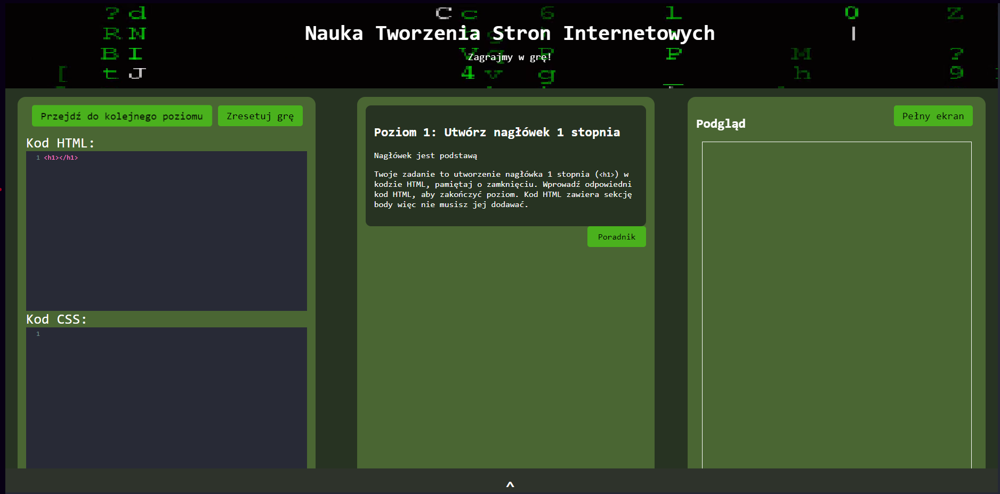 Nauka Tworzenia Stron Internetowych
Zagrajmy w grę!
Przejdź do kolejnego poziomu
Zresetuj grę
Kod HTML:
1 <h1></h1>
Kod CSS:
1
Poziom 1: Utwórz nagłówek 1 stopnia
Nagłówek jest podstawą
Twoje zadanie to utworzenie nagłówka 1 stopnia (<h1>) w
kodzie HTML, pamiętaj o zamknięciu. Wprowadź odpowiedni
kod HTML, aby zakończyć poziom. Kod HTML zawiera sekcję
body więc nie musisz jej dodawać.
Poradnik
Podgląd
Pełny ekran
^